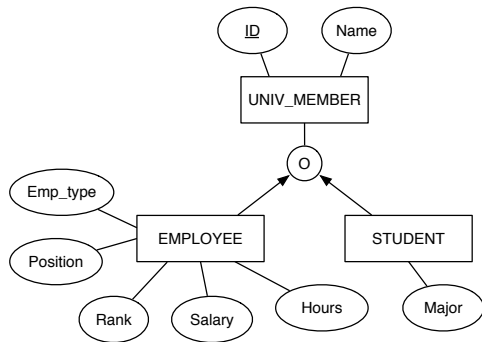 ID
Name
UNIV_MEMBER
O
Emp_type
EMPLOYEE
STUDENT
Position
Rank
Salary
Hours
Major